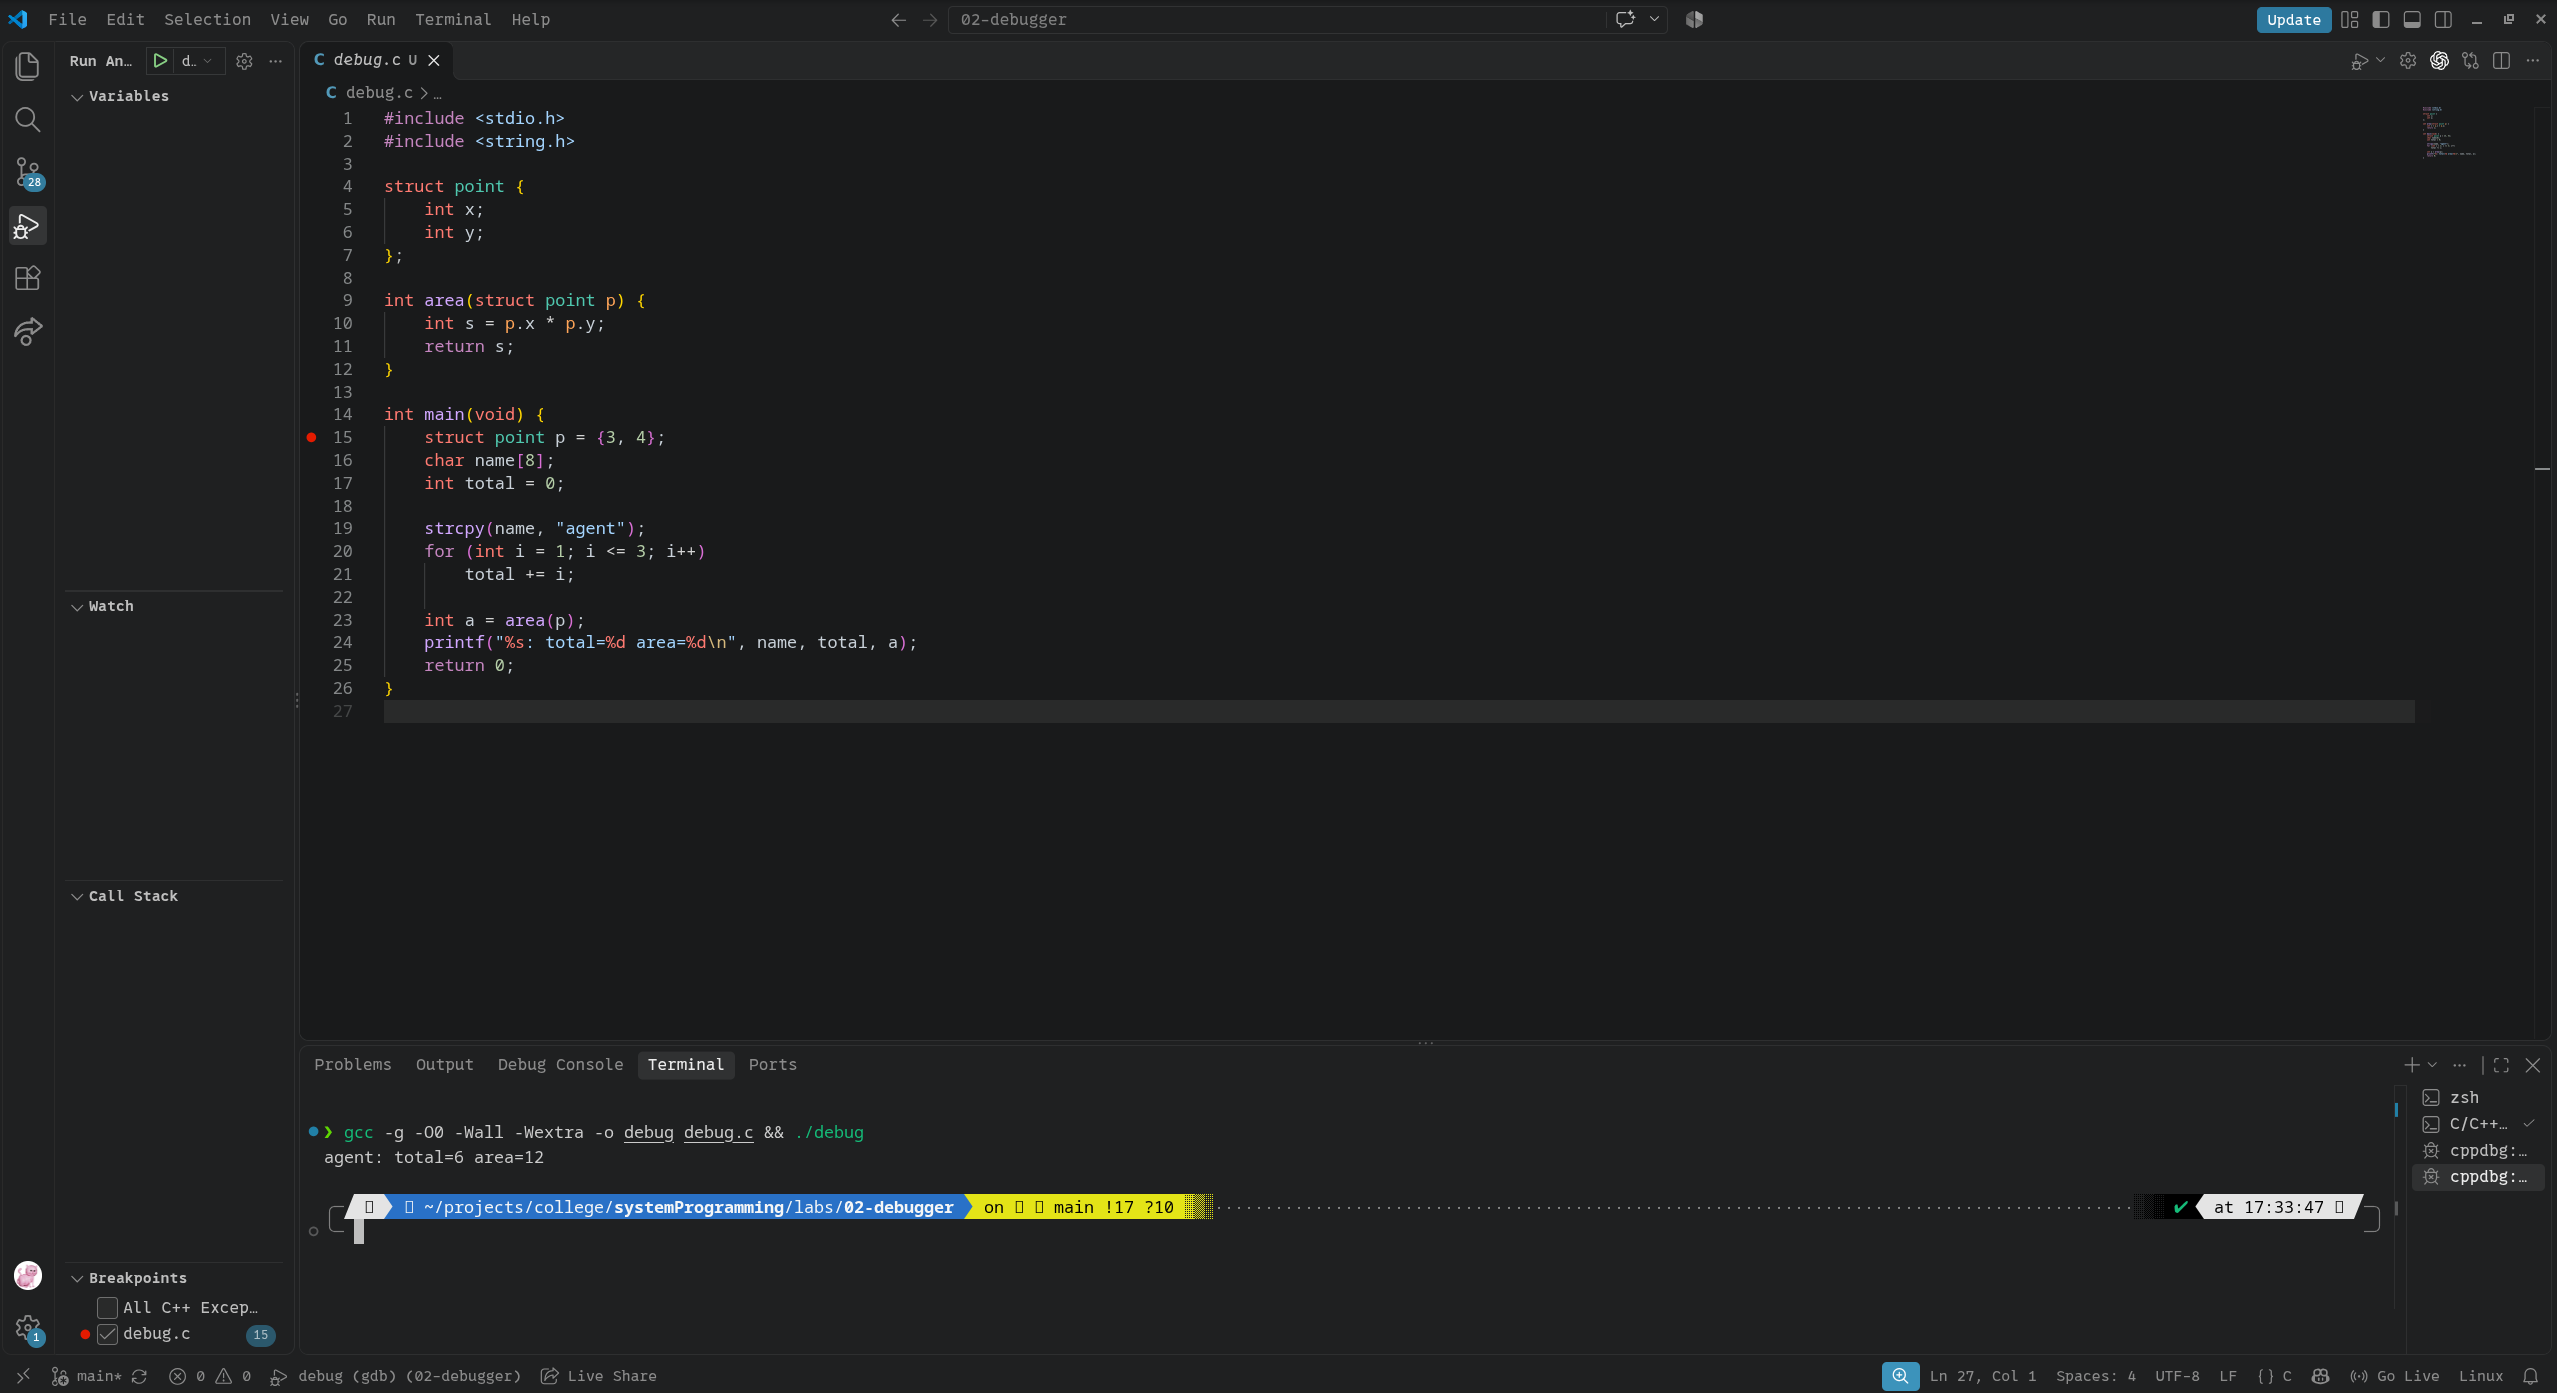 File Edit Selection View Go Run Terminal Help
02-debugger
Update
Run An… d..
Variables
Watch
Call Stack
Breakpoints
All C++ Excep…
debug.c 15
28
1
C debug.c U
C debug.c > …
1 #include <stdio.h>
2 #include <string.h>
3
4 struct point {
5 int x;
6 int y;
7 };
8
9 int area(struct point p) {
10 int s = p.x * p.y;
11 return s;
12 }
13
14 int main(void) {
15 struct point p = {3, 4};
16 char name[8];
17 int total = 0;
18
19 strcpy(name, "agent");
20 for (int i = 1; i <= 3; i++)
21 total += i;
22
23 int a = area(p);
24 printf("%s: total=%d area=%d\n", name, total, a);
25 return 0;
26 }
27
Problems Output Debug Console Terminal Ports
❯ gcc -g -O0 -Wall -Wextra -o debug debug.c && ./debug
agent: total=6 area=12
~/projects/college/systemProgramming/labs/02-debugger on main !17 ?10 ✔ at 17:33:47
zsh
C/C++…
cppdbg:…
cppdbg:…
main* 0 0 debug (gdb) (02-debugger) Live Share
Ln 27, Col 1 Spaces: 4 UTF-8 LF {} C Go Live Linux